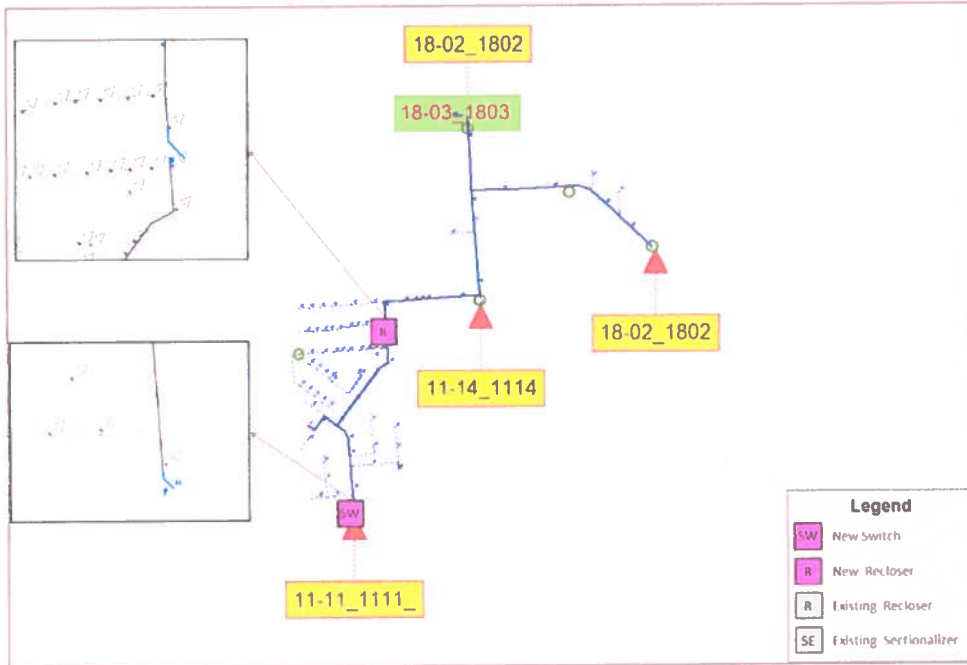 18-02_1802
18-03_1803
18-02_1802
R
11-14_1114
SW
11-11_1111_
Legend
SW New Switch
R New Recloser
R Existing Recloser
SE Existing Sectionalizer